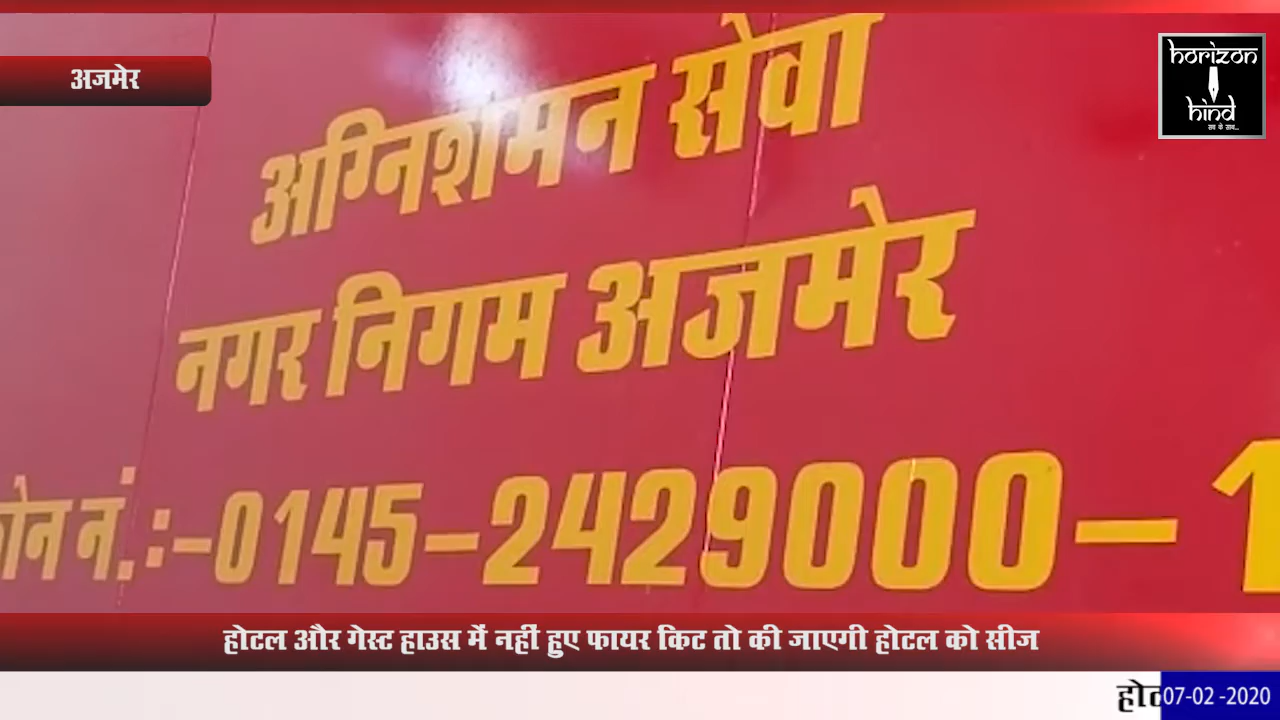 अजमेर
horizon
hind
सच के साथ...
अग्निशमन सेवा
नगर निगम अजमेर
फोन नं.:-0145-2429000-1
होटल और गेस्ट हाउस में नहीं हुए फायर किट तो की जाएगी होटल को सीज
07-02 -2020